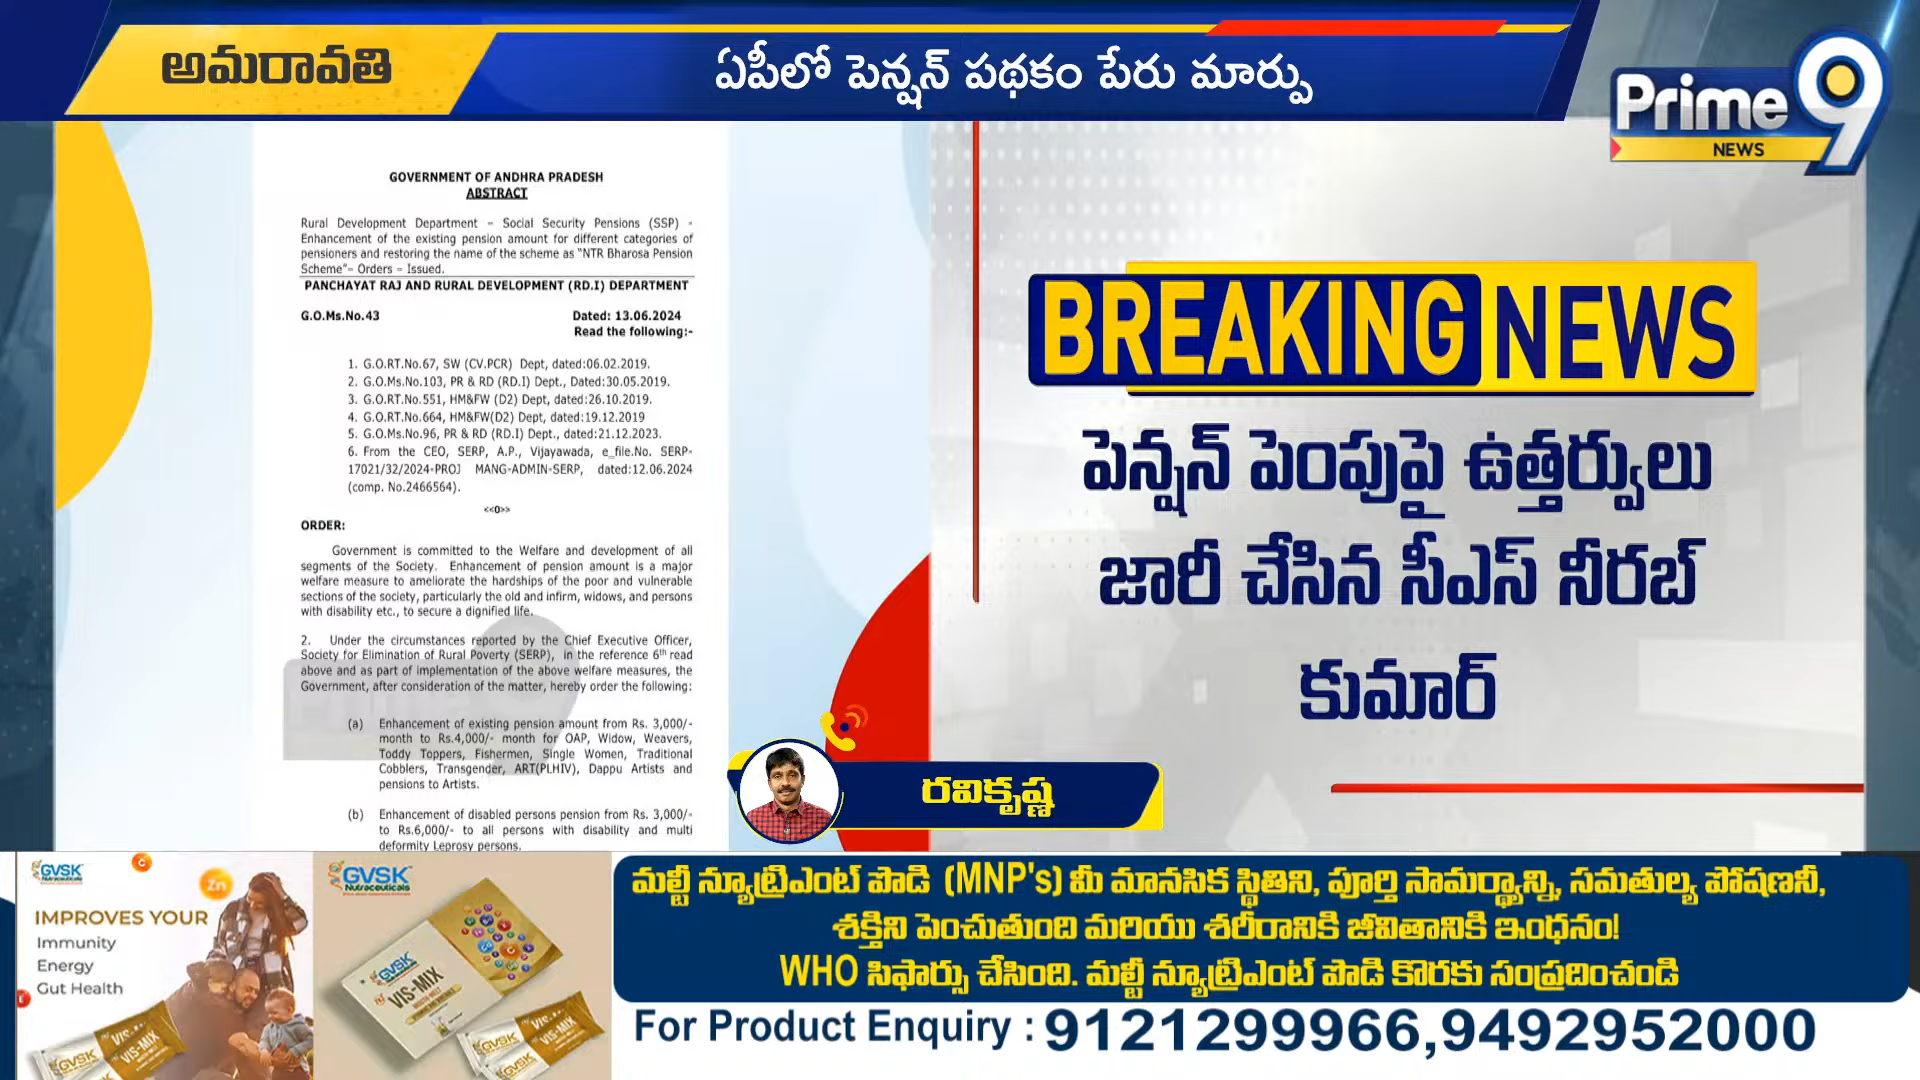 అమరావతి
ఏపీలో పెన్షన్ పథకం పేరు మార్పు
Prime9
NEWS
GOVERNMENT OF ANDHRA PRADESH
ABSTRACT
Rural Development Department – Social Security Pensions (SSP) -
Enhancement of the existing pension amount for different categories of
pensioners and restoring the name of the scheme as "NTR Bharosa Pension
Scheme"– Orders – Issued.
PANCHAYAT RAJ AND RURAL DEVELOPMENT (RD.I) DEPARTMENT
G.O.Ms.No.43 Dated: 13.06.2024
Read the following:-
1. G.O.RT.No.67, SW (CV.PCR) Dept, dated:06.02.2019.
2. G.O.Ms.No.103, PR & RD (RD.I) Dept., Dated:30.05.2019.
3. G.O.RT.No.551, HM&FW (D2) Dept, dated:26.10.2019.
4. G.O.RT.No.664, HM&FW(D2) Dept, dated:19.12.2019
5. G.O.Ms.No.96, PR & RD (RD.I) Dept., dated:21.12.2023.
6. From the CEO, SERP, A.P., Vijayawada, e_file.No. SERP-
17021/32/2024-PROJ MANG-ADMIN-SERP, dated:12.06.2024
(comp. No.2466564).
<<O>>
ORDER:
Government is committed to the Welfare and development of all
segments of the Society. Enhancement of pension amount is a major
welfare measure to ameliorate the hardships of the poor and vulnerable
sections of the society, particularly the old and infirm, widows, and persons
with disability etc., to secure a dignified life.
2. Under the circumstances reported by the Chief Executive Officer,
Society for Elimination of Rural Poverty (SERP), in the reference 6th read
above and as part of implementation of the above welfare measures, the
Government, after consideration of the matter, hereby order the following:
(a) Enhancement of existing pension amount from Rs. 3,000/-
month to Rs.4,000/- month for OAP, Widow, Weavers,
Toddy Toppers, Fishermen, Single Women, Traditional
Cobblers, Transgender, ART(PLHIV), Dappu Artists and
pensions to Artists.
(b) Enhancement of disabled persons pension from Rs. 3,000/-
to Rs.6,000/- to all persons with disability and multi
deformity Leprosy persons.
BREAKING NEWS
పెన్షన్ పెంపుపై ఉత్తర్వులు
జారీ చేసిన సీఎస్ నీరబ్
కుమార్
రవికృష్ణ
GVSK
Nutraceuticals
C
Zn
IMPROVES YOUR
Immunity
Energy
Gut Health
E
GVSK
VIS-MIX
VIS-MIX
GVSK
Nutraceuticals
GVSK
VIS-MIX
GVSK
VIS-MIX
VIS-MIX
మల్టీ న్యూట్రిఎంట్ పౌడి (MNP's) మీ మానసిక స్థితిని, పూర్తి సామర్థ్యాన్ని, సమతుల్య పోషణనీ,
శక్తిని పెంచుతుంది మరియు శరీరానికి జీవితానికి ఇంధనం!
WHO సిఫార్సు చేసింది. మల్టీ న్యూట్రిఎంట్ పౌడి కొరకు సంప్రదించండి
For Product Enquiry : 9121299966,9492952000